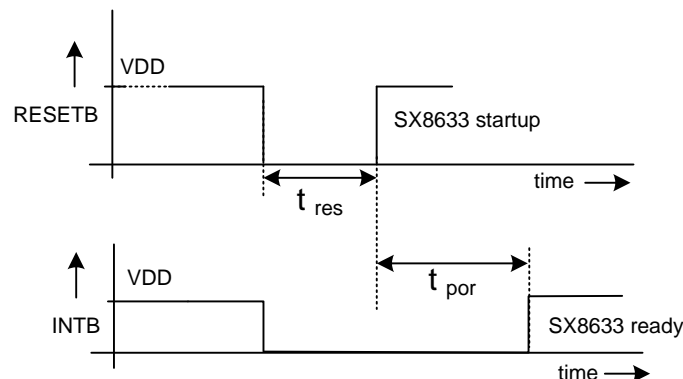 VDD
RESETB
SX8633 startup
time
t res
VDD
t por
INTB
SX8633 ready
time